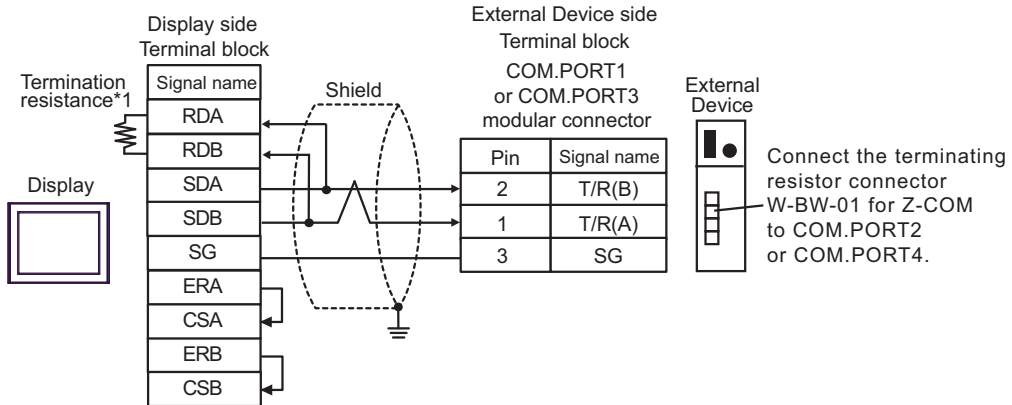 Display side
Terminal block
External Device side
Terminal block
COM.PORT1
or COM.PORT3
modular connector
Termination
resistance*1
Shield
External
Device
Display
Signal name
RDA
RDB
SDA
SDB
SG
ERA
CSA
ERB
CSB
Pin Signal name
2 T/R(B)
1 T/R(A)
3 SG
Connect the terminating
resistor connector
W-BW-01 for Z-COM
to COM.PORT2
or COM.PORT4.